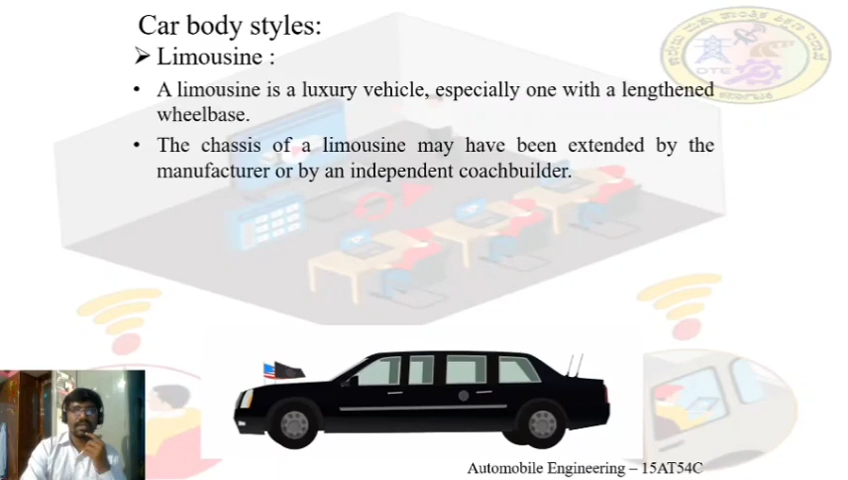 Car body styles:
➤ Limousine :
• A limousine is a luxury vehicle, especially one with a lengthened
wheelbase.
• The chassis of a limousine may have been extended by the
manufacturer or by an independent coachbuilder.
DTE
Automobile Engineering – 15AT54C